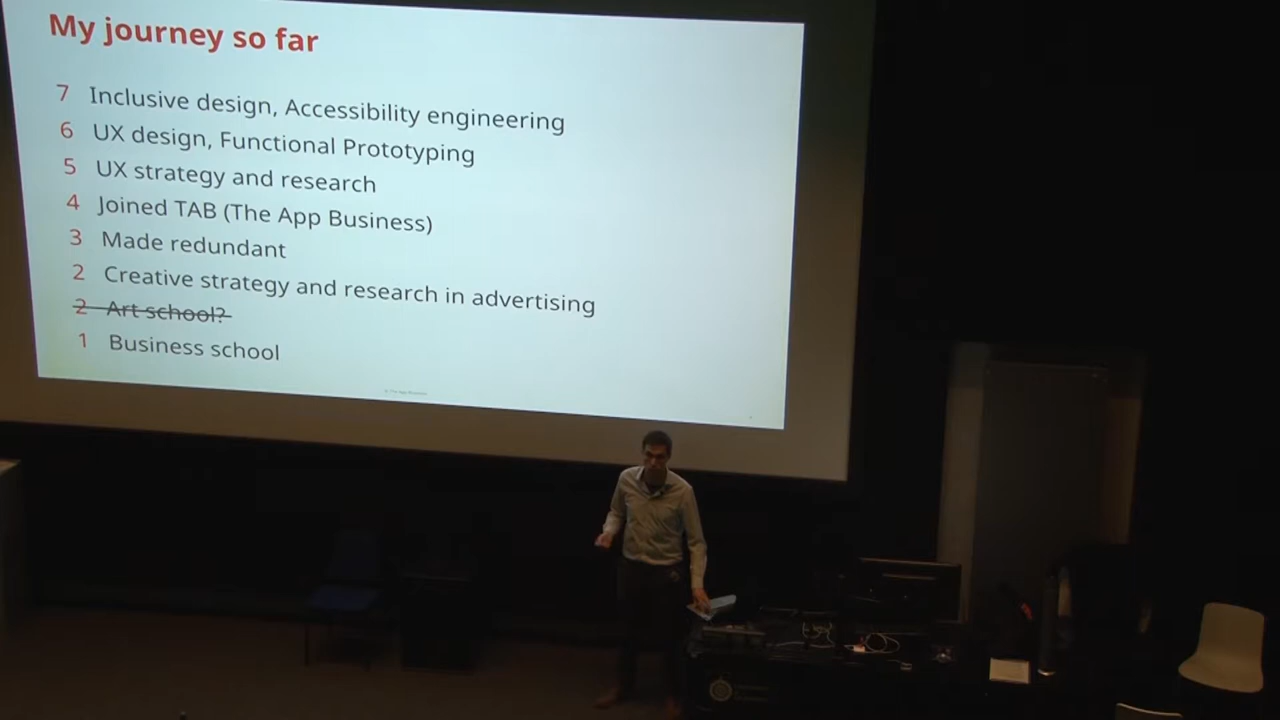 My journey so far
7 Inclusive design, Accessibility engineering
6 UX design, Functional Prototyping
5 UX strategy and research
4 Joined TAB (The App Business)
3 Made redundant
2 Creative strategy and research in advertising
2 Art school?
1 Business school